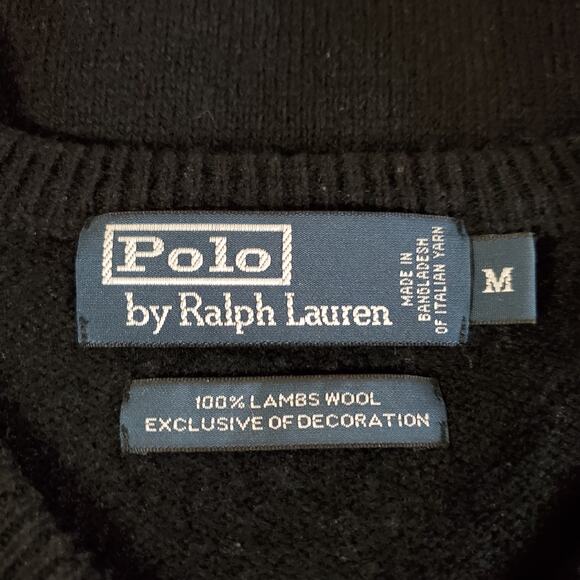 Polo
by Ralph Lauren
MADE IN
BANGLADESH
OF ITALIAN YARN
M
100% LAMBS WOOL
EXCLUSIVE OF DECORATION